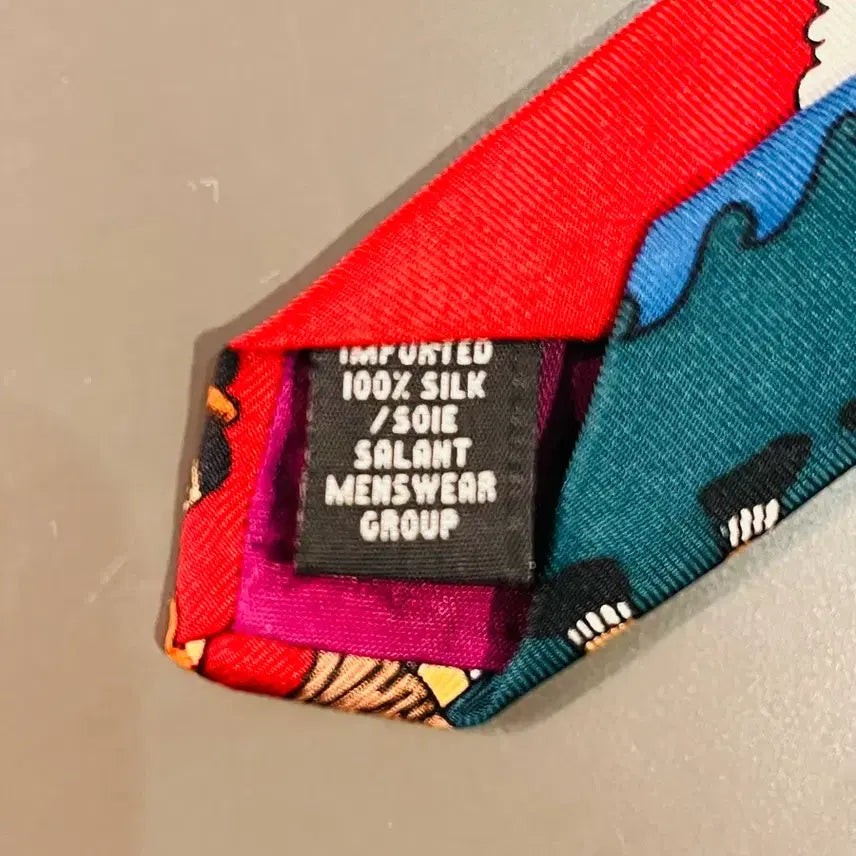 IMPORTED
100% SILK
/SOIE
SALANT
MENSWEAR
GROUP